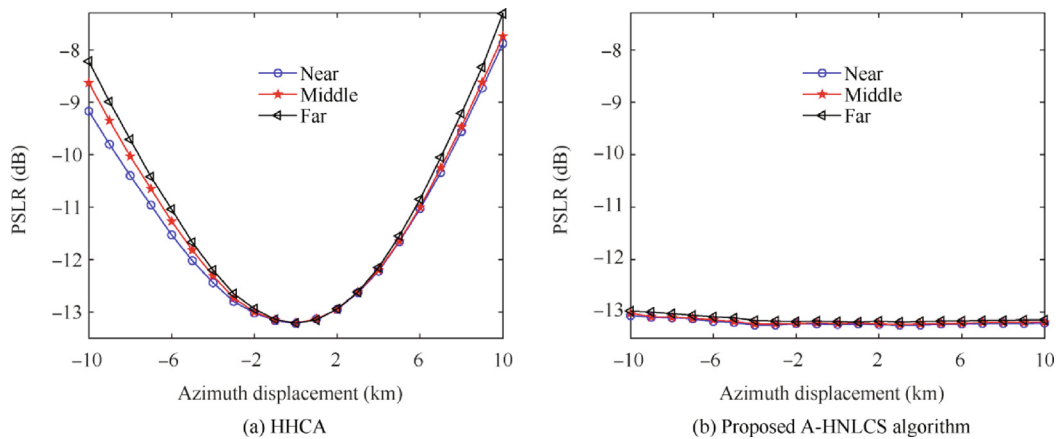 −8
−9
−10
−11
−12
−13
PSLR (dB)
Near
Middle
Far
−10
−6
−2
2
6
10
Azimuth displacement (km)
(a) HHCA
−8
−9
−10
−11
−12
−13
PSLR (dB)
Near
Middle
Far
−10
−6
−2
2
6
10
Azimuth displacement (km)
(b) Proposed A-HNLCS algorithm